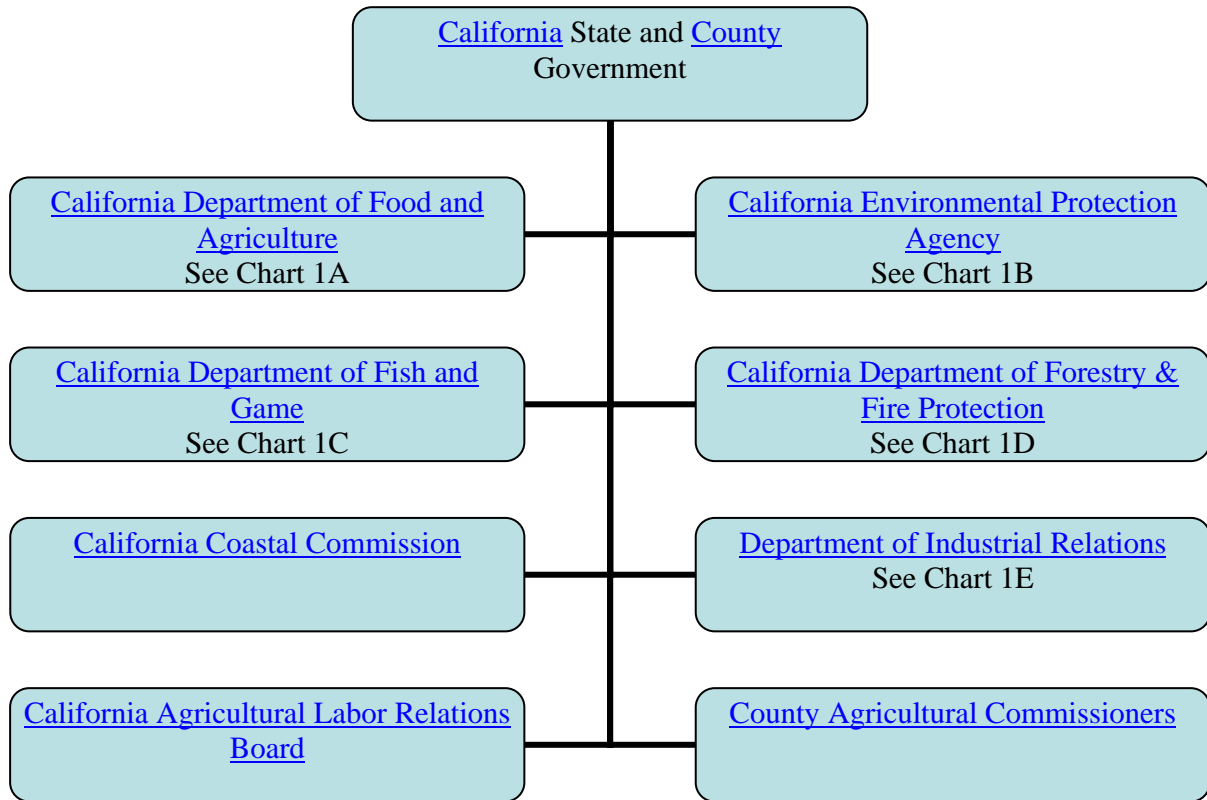 California State and County
Government
California Department of Food and
Agriculture
See Chart 1A
California Environmental Protection
Agency
See Chart 1B
California Department of Fish and
Game
See Chart 1C
California Department of Forestry &
Fire Protection
See Chart 1D
California Coastal Commission
Department of Industrial Relations
See Chart 1E
California Agricultural Labor Relations
Board
County Agricultural Commissioners